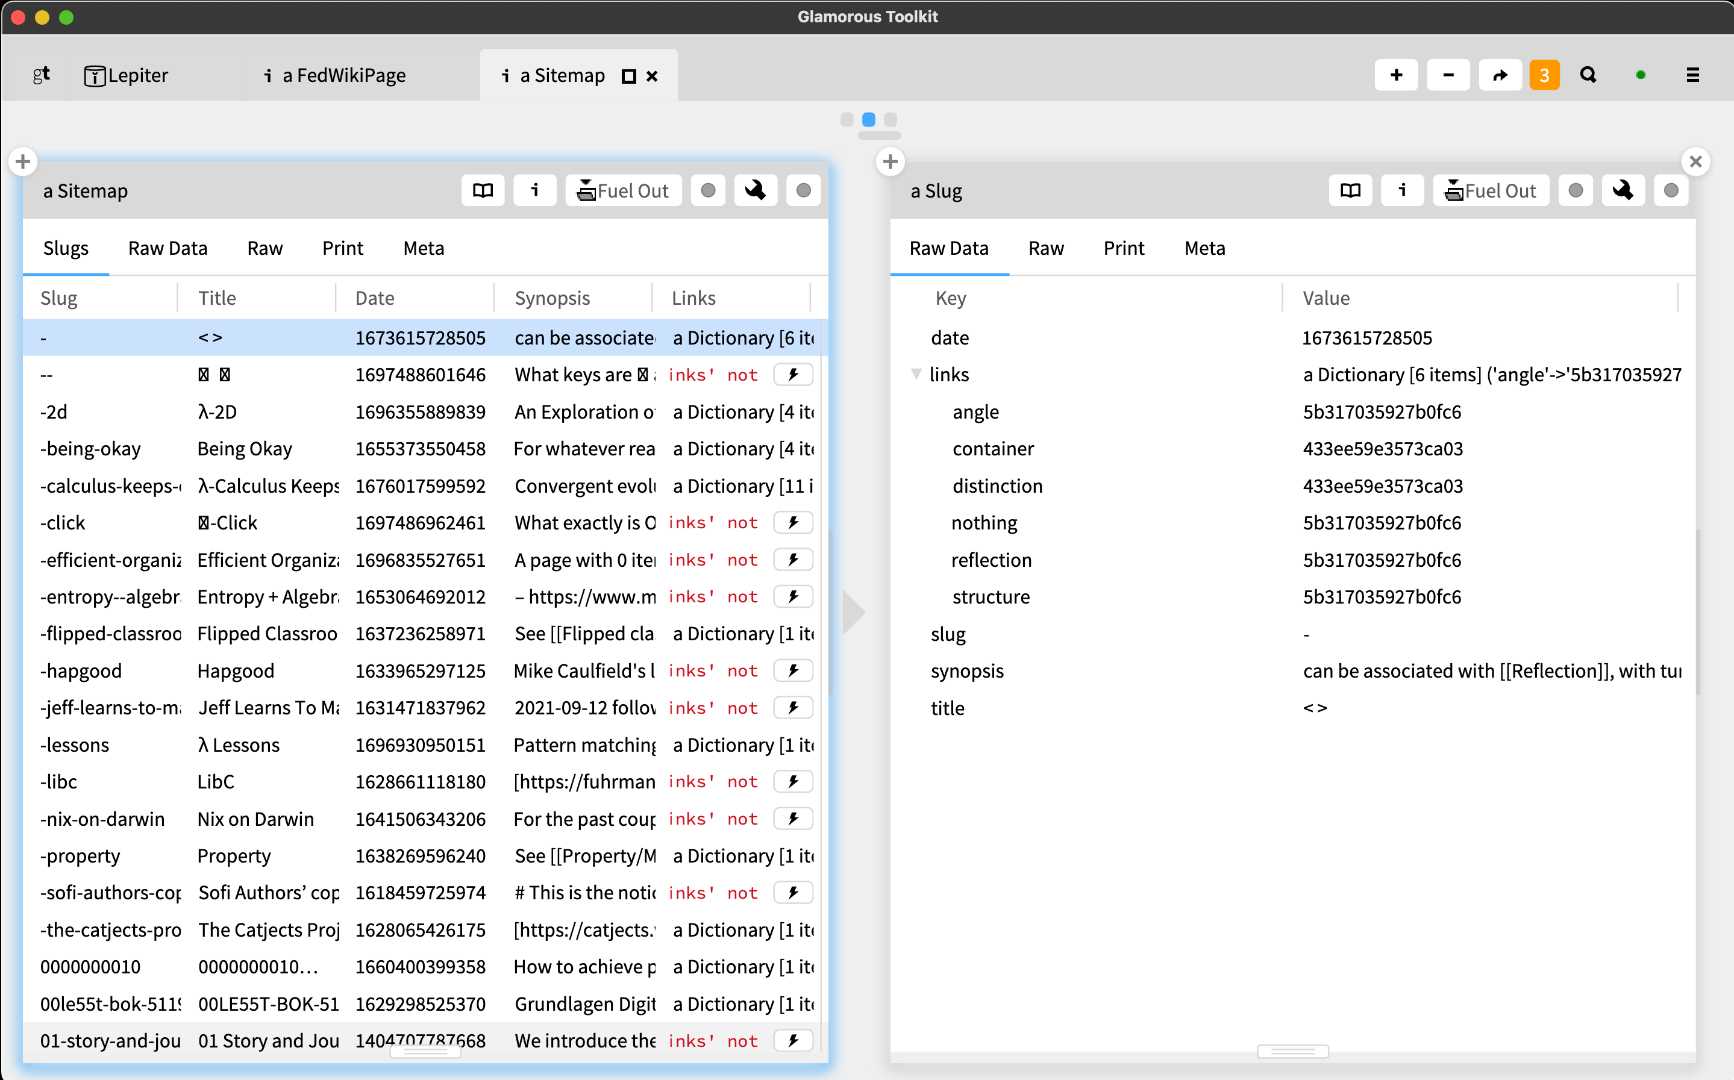 Glamorous Toolkit
gt
Lepiter
i a FedWikiPage
i a Sitemap
3
a Sitemap
i
Fuel Out
Slugs Raw Data Raw Print Meta
Slug Title Date Synopsis Links
- <> 1673615728505 can be associate a Dictionary [6 it
-- 1697488601646 What keys are inks' not
-2d λ-2D 1696355889839 An Exploration o a Dictionary [4 it
-being-okay Being Okay 1655373550458 For whatever rea a Dictionary [4 it
-calculus-keeps- λ-Calculus Keeps 1676017599592 Convergent evol a Dictionary [11 i
-click -Click 1697486962461 What exactly is O inks' not
-efficient-organiz Efficient Organiz 1696835527651 A page with 0 ite inks' not
-entropy--algebr Entropy + Algebr 1653064692012 – https://www.m inks' not
-flipped-classroo Flipped Classroo 1637236258971 See [[Flipped cla a Dictionary [1 it
-hapgood Hapgood 1633965297125 Mike Caulfield's l inks' not
-jeff-learns-to-m Jeff Learns To M 1631471837962 2021-09-12 follow inks' not
-lessons λ Lessons 1696930950151 Pattern matching a Dictionary [1 it
-libc LibC 1628661118180 [https://fuhrman inks' not
-nix-on-darwin Nix on Darwin 1641506343206 For the past coup inks' not
-property Property 1638269596240 See [[Property/M a Dictionary [1 it
-sofi-authors-cop Sofi Authors’ cop 1618459725974 # This is the notic inks' not
-the-catjects-pro The Catjects Proj 1628065426175 [https://catjects. a Dictionary [1 it
0000000010 0000000010… 1660400399358 How to achieve p a Dictionary [1 it
00le55t-bok-511 00LE55T-BOK-51 1629298525370 Grundlagen Digit a Dictionary [1 it
01-story-and-jou 01 Story and Jou 1404707787668 We introduce the inks' not
a Slug
i
Fuel Out
Raw Data Raw Print Meta
Key Value
date 1673615728505
links a Dictionary [6 items] ('angle'->'5b317035927
angle 5b317035927b0fc6
container 433ee59e3573ca03
distinction 433ee59e3573ca03
nothing 5b317035927b0fc6
reflection 5b317035927b0fc6
structure 5b317035927b0fc6
slug -
synopsis can be associated with [[Reflection]], with tur
title <>